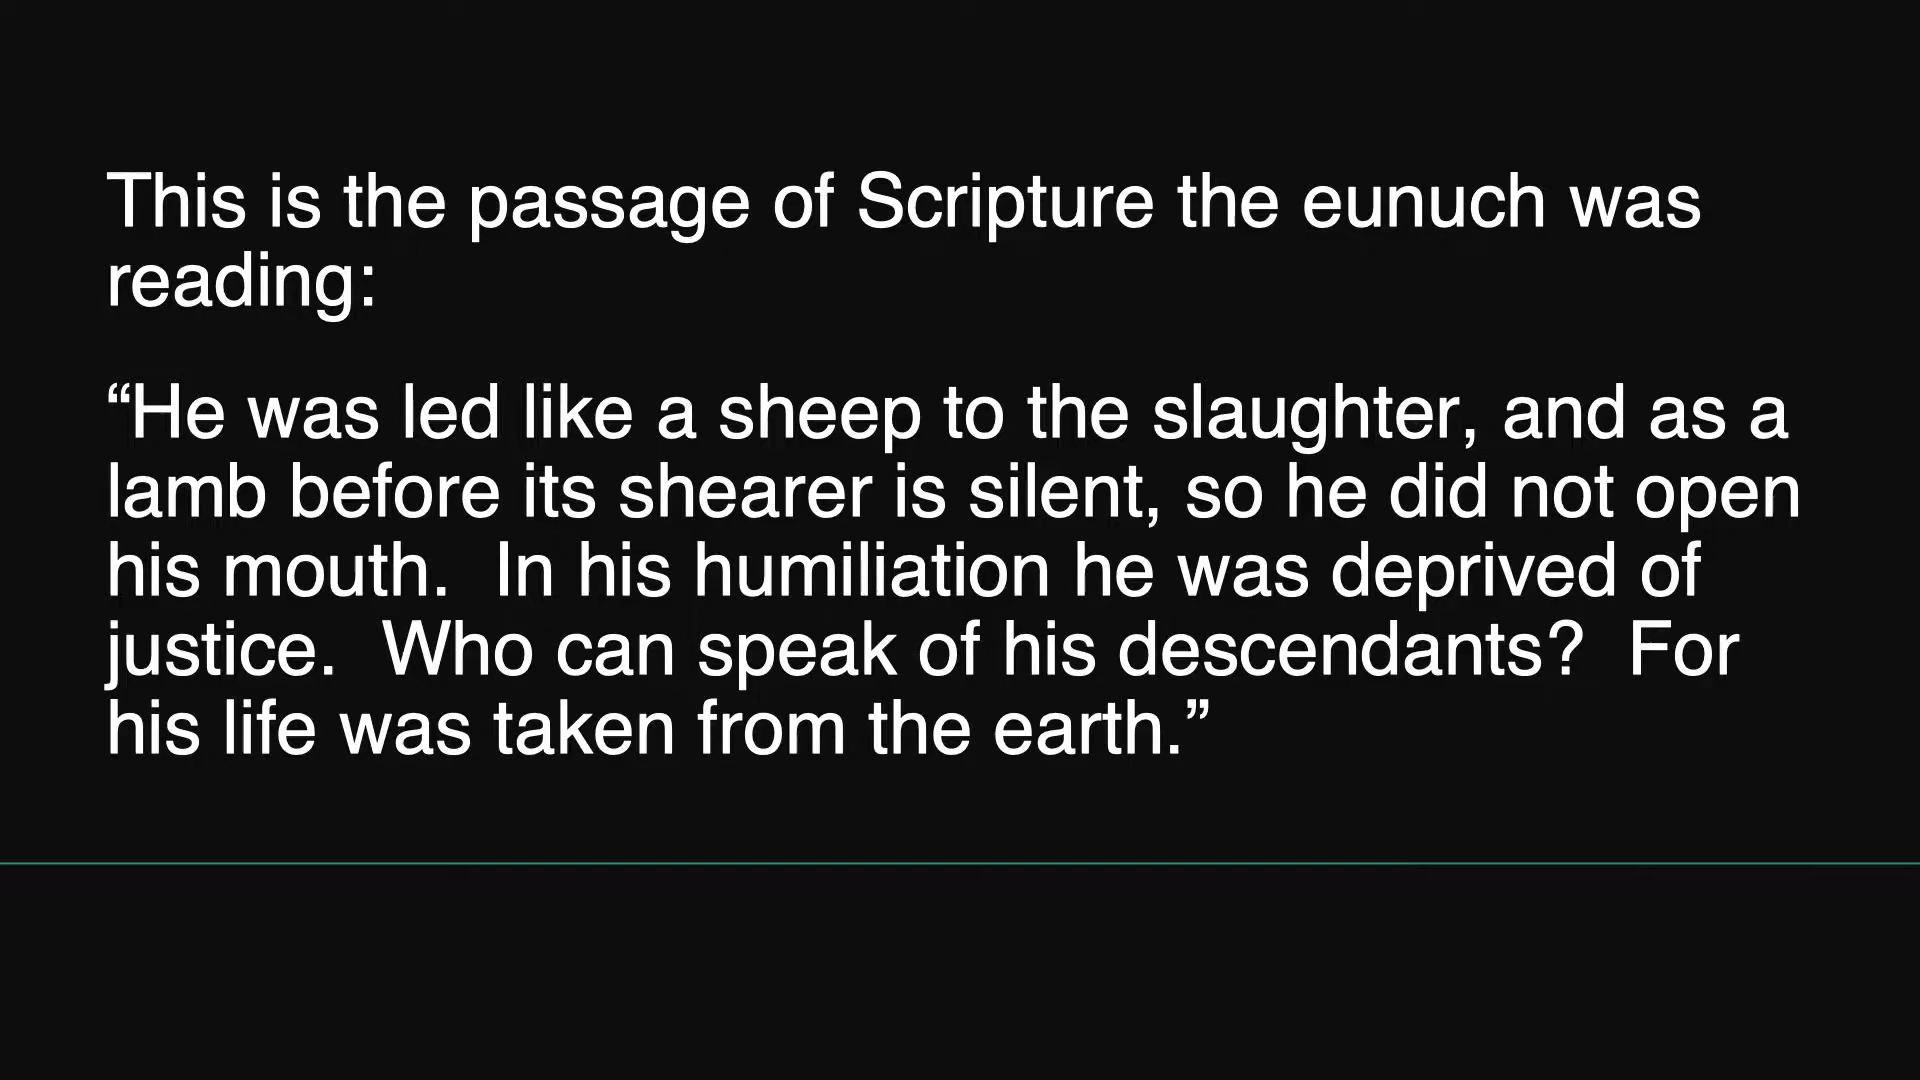 This is the passage of Scripture the eunuch was
reading:
“He was led like a sheep to the slaughter, and as a
lamb before its shearer is silent, so he did not open
his mouth.  In his humiliation he was deprived of
justice.  Who can speak of his descendants?  For
his life was taken from the earth.”